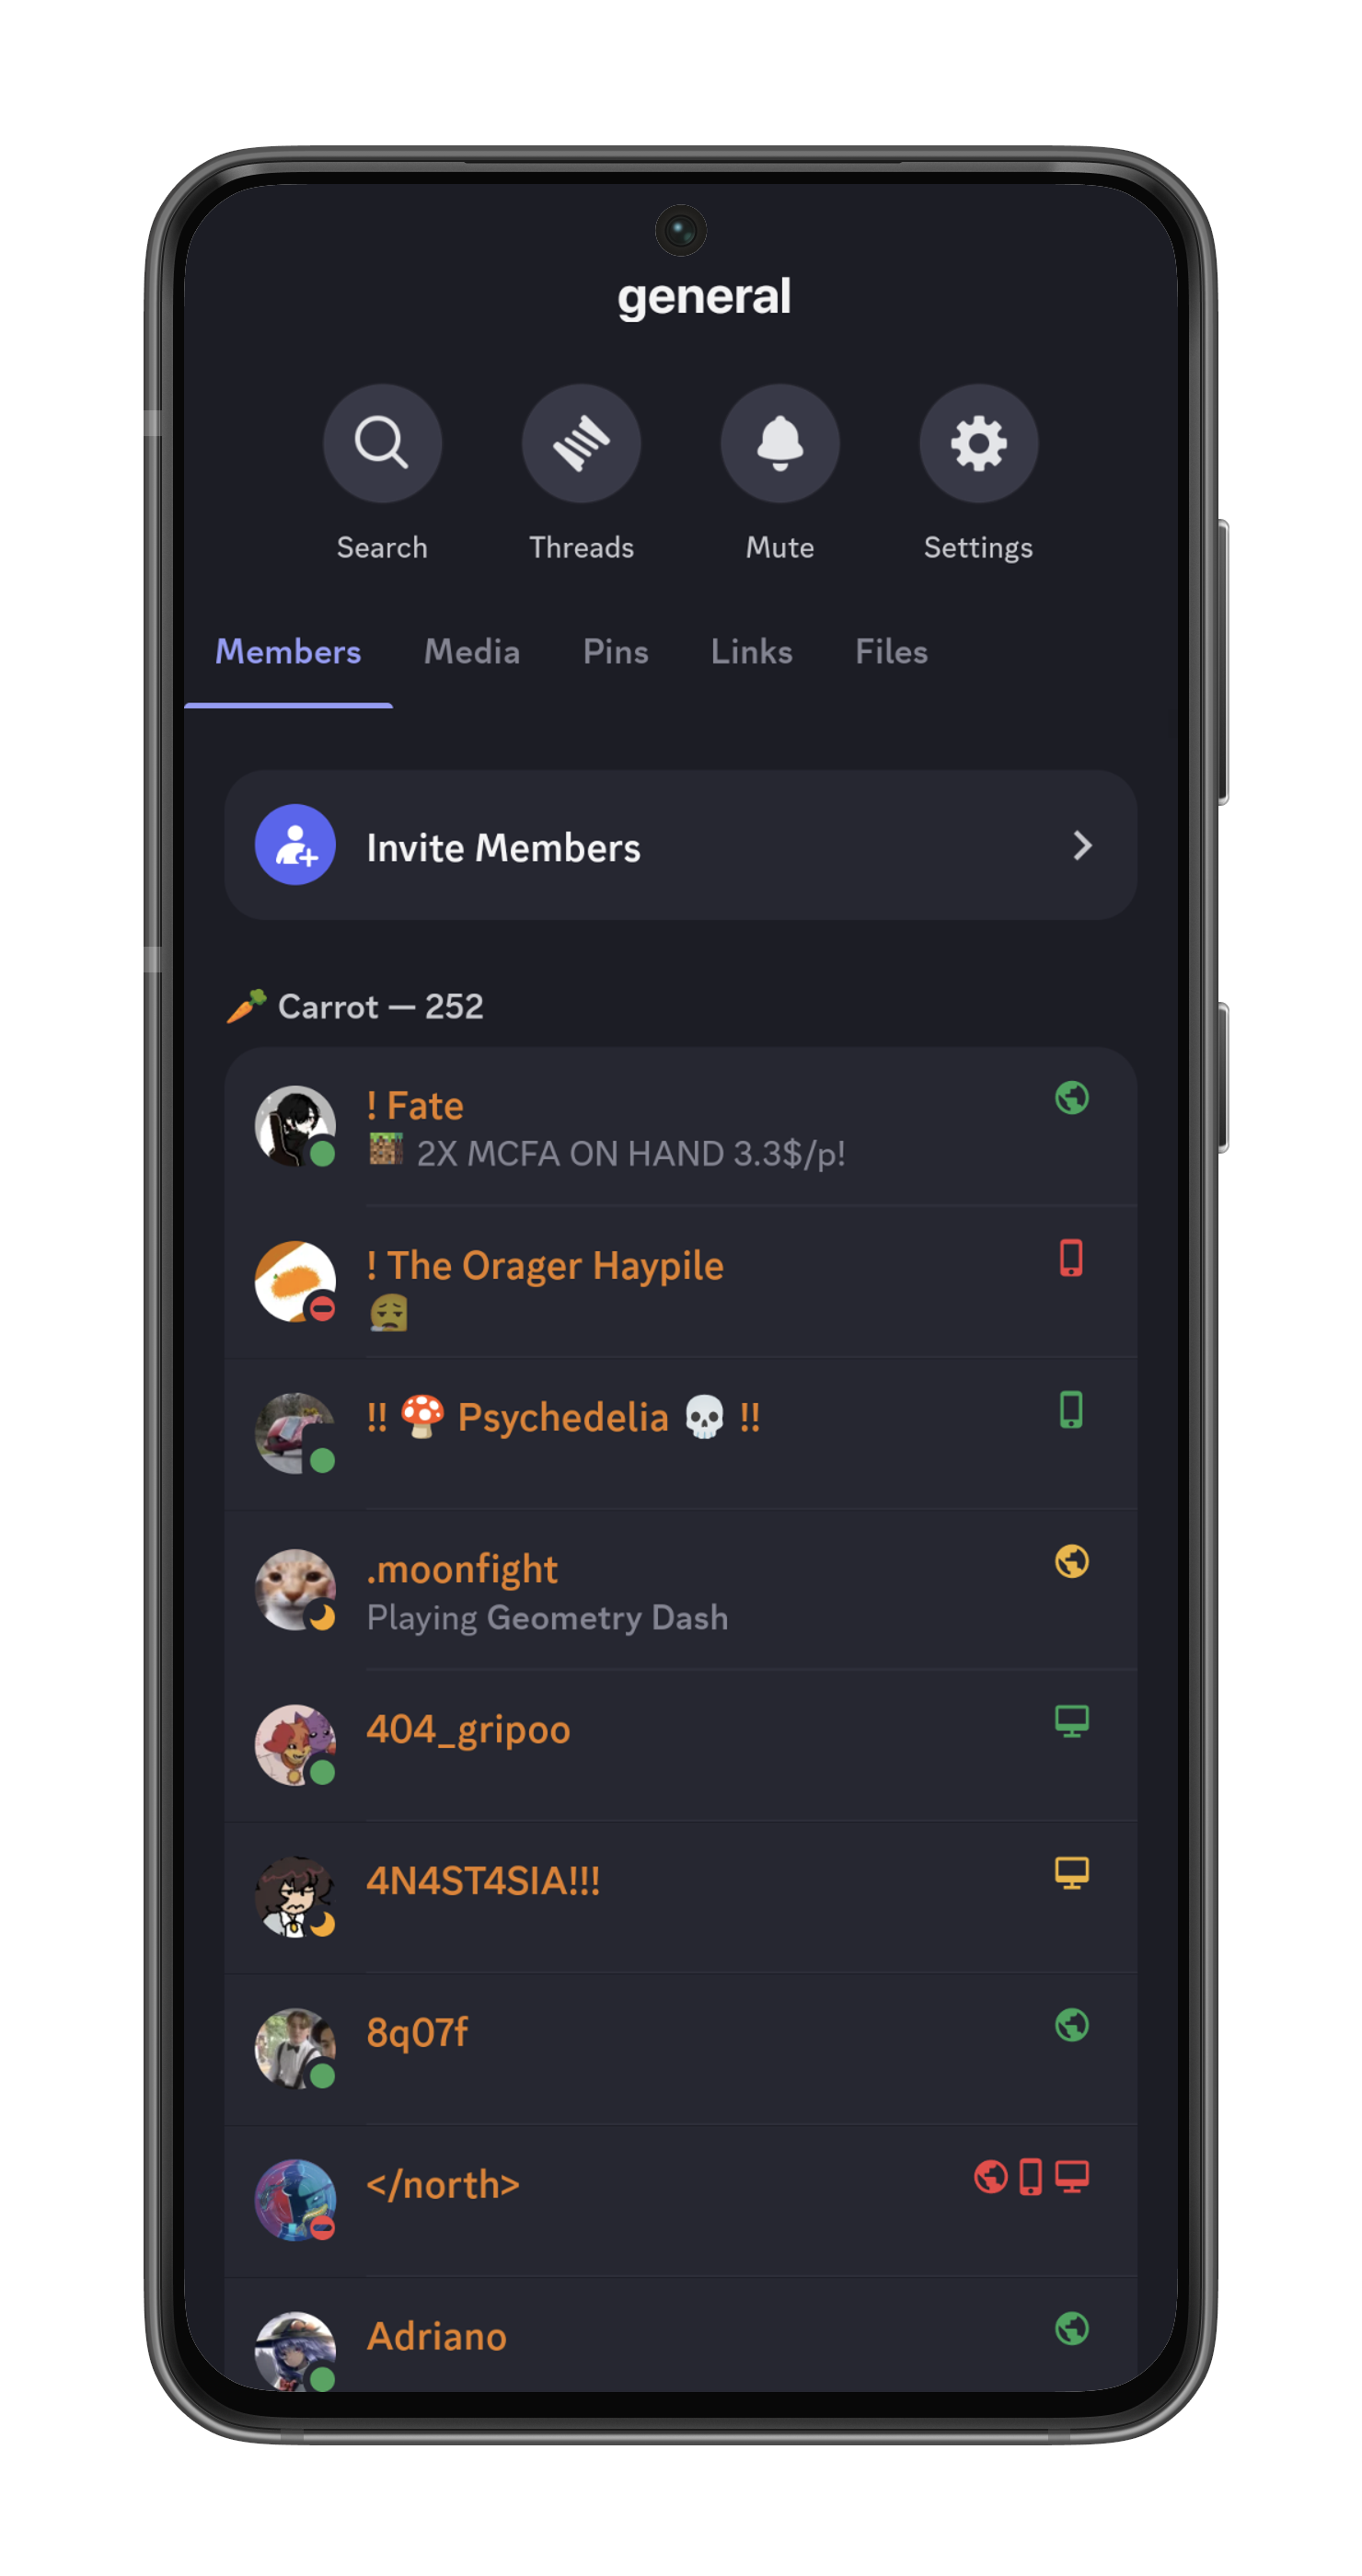 general
Search Threads Mute Settings
Members Media Pins Links Files
Invite Members
🥕 Carrot — 252
! Fate
2X MCFA ON HAND 3.3$/p!
! The Orager Haypile
😮‍💨
!! 🍄 Psychedelia 💀 !!
.moonfight
Playing Geometry Dash
404_gripoo
4N4ST4SIA!!!
8q07f
</north>
Adriano